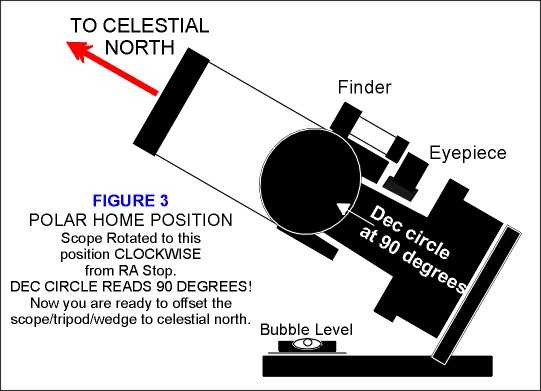 TO CELESTIAL
NORTH
Finder
Eyepiece
Dec circle
at 90 degrees
FIGURE 3
POLAR HOME POSITION
Scope Rotated to this
position CLOCKWISE
from RA Stop.
DEC CIRCLE READS 90 DEGREES!
Now you are ready to offset the
scope/tripod/wedge to celestial north.
Bubble Level